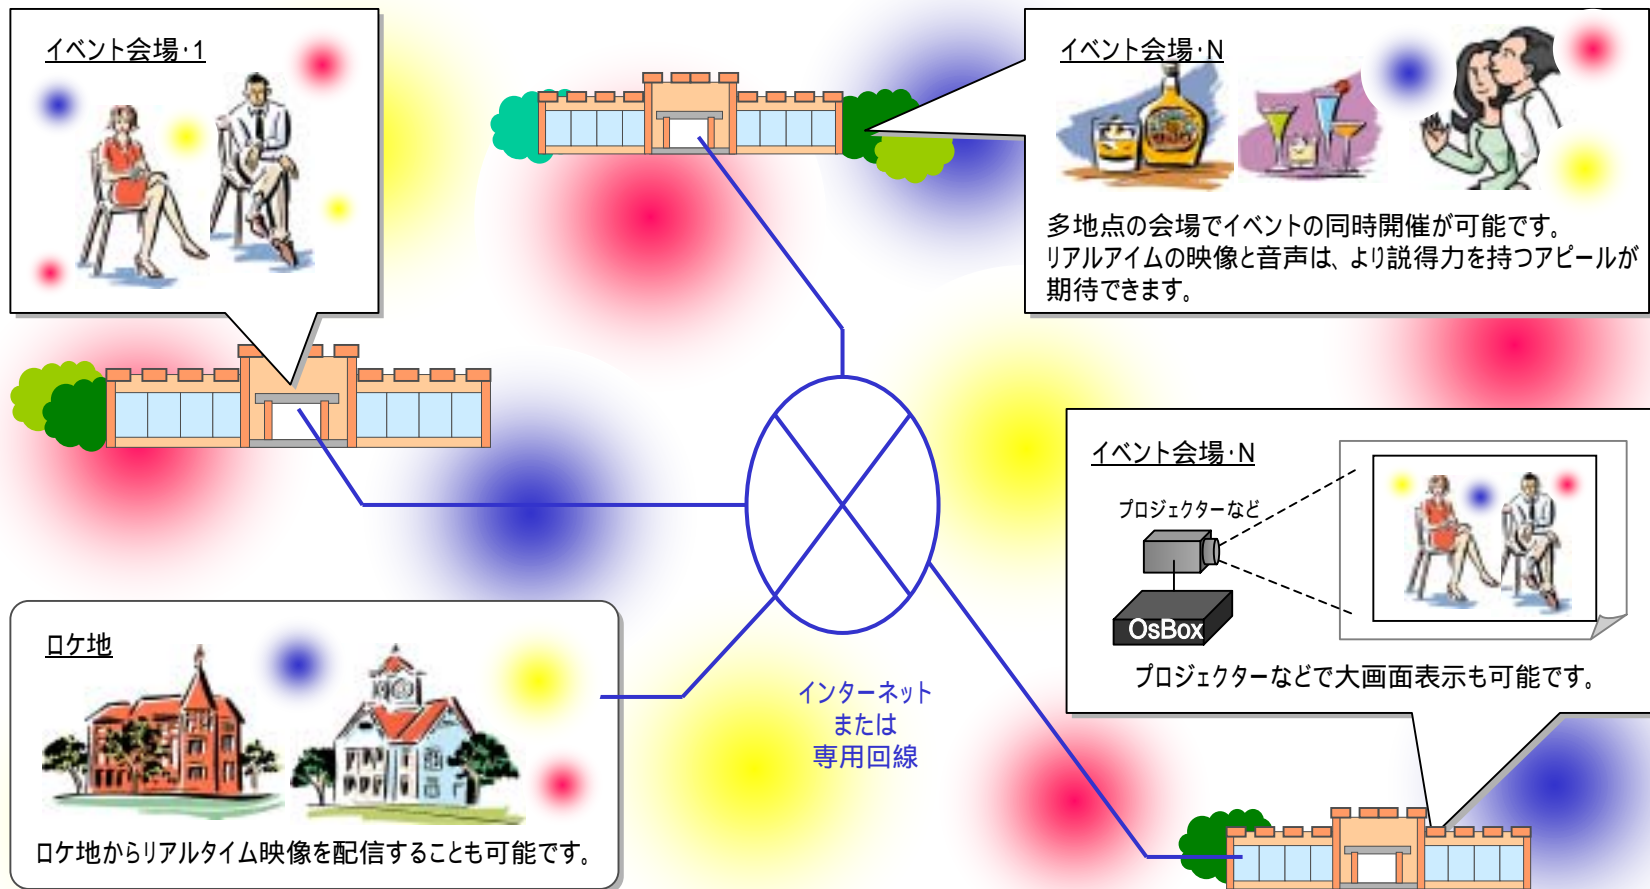 イベント会場・1
イベント会場・N
多地点の会場でイベントの同時開催が可能です。
リアルアイムの映像と音声は、より説得力を持つアピールが
期待できます。
イベント会場・N
プロジェクターなど
OsBox
プロジェクターなどで大画面表示も可能です。
ロケ地
ロケ地からリアルタイム映像を配信することも可能です。
インターネット
または
専用回線